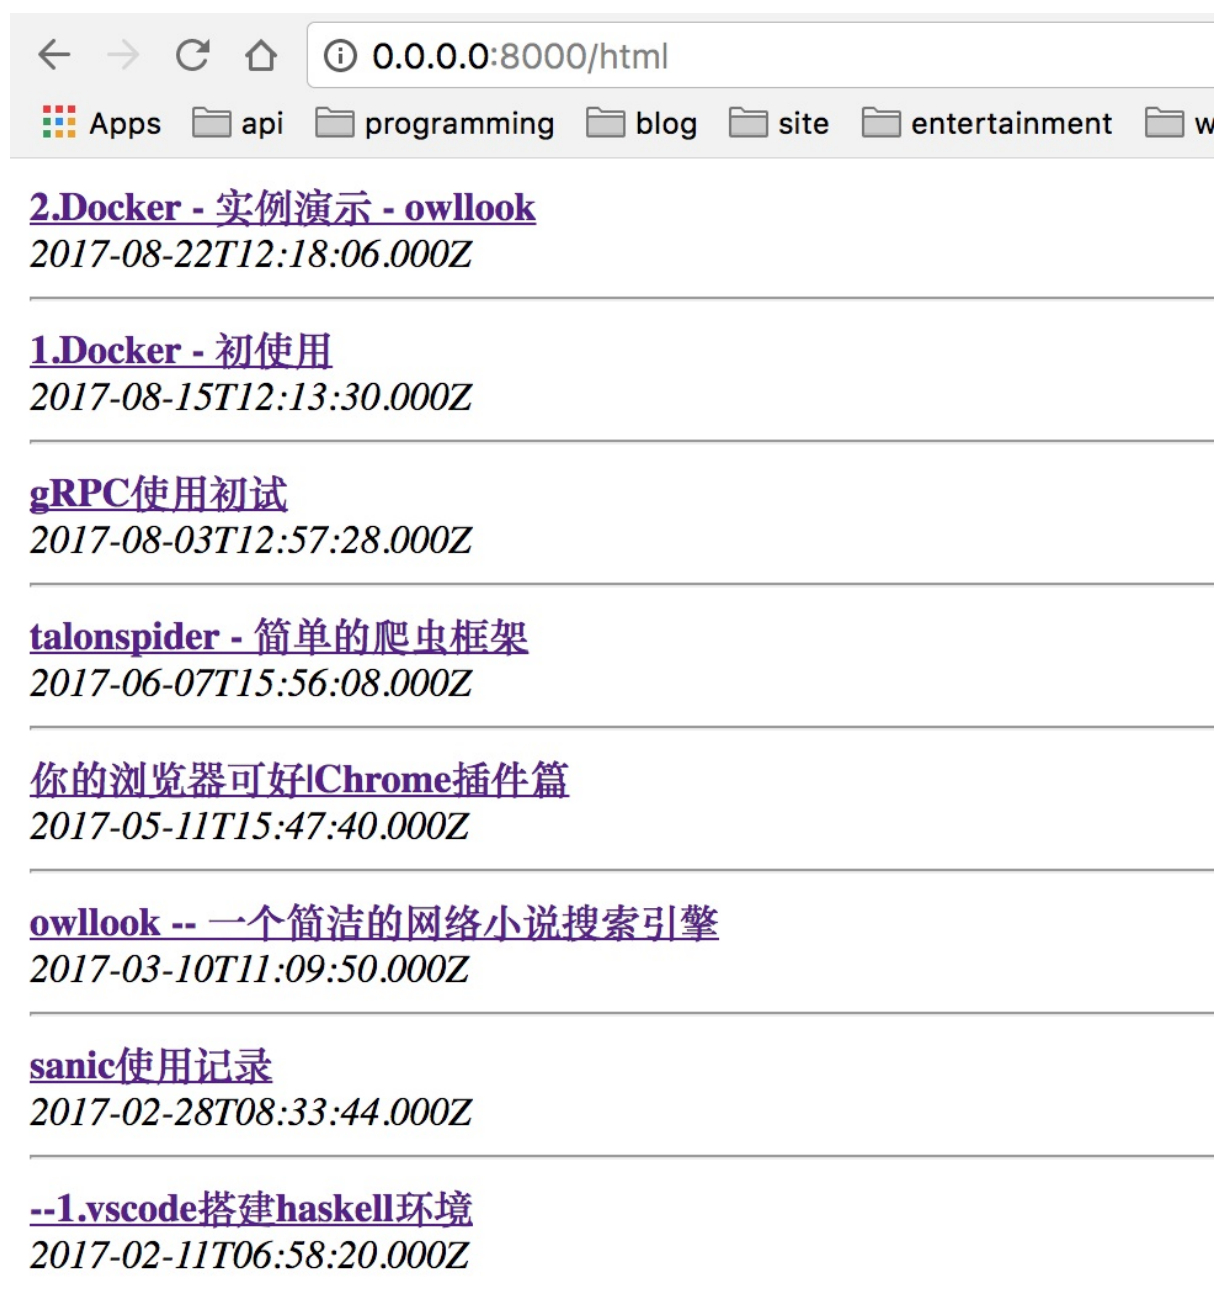 0.0.0.0:8000/html
Apps api programming blog site entertainment
2.Docker - 实例演示 - owllook
2017-08-22T12:18:06.000Z
1.Docker - 初使用
2017-08-15T12:13:30.000Z
gRPC使用初试
2017-08-03T12:57:28.000Z
talonspider - 简单的爬虫框架
2017-06-07T15:56:08.000Z
你的浏览器可好|Chrome插件篇
2017-05-11T15:47:40.000Z
owllook -- 一个简洁的网络小说搜索引擎
2017-03-10T11:09:50.000Z
sanic使用记录
2017-02-28T08:33:44.000Z
--1.vscode搭建haskell环境
2017-02-11T06:58:20.000Z